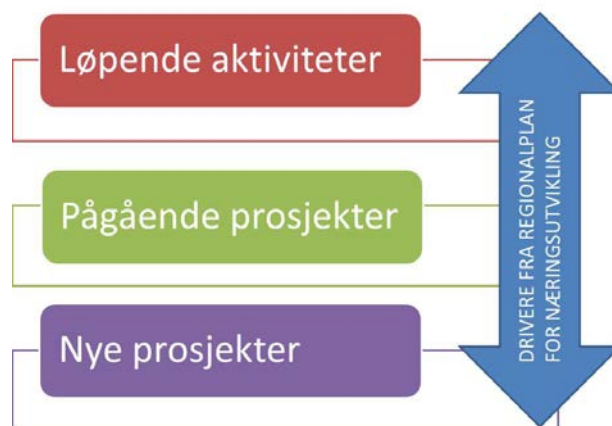 Løpende aktiviteter
Pågående prosjekter
Nye prosjekter
DRIVERE FRA REGIONALPLAN
FOR NÆRINGSUTVIKLING